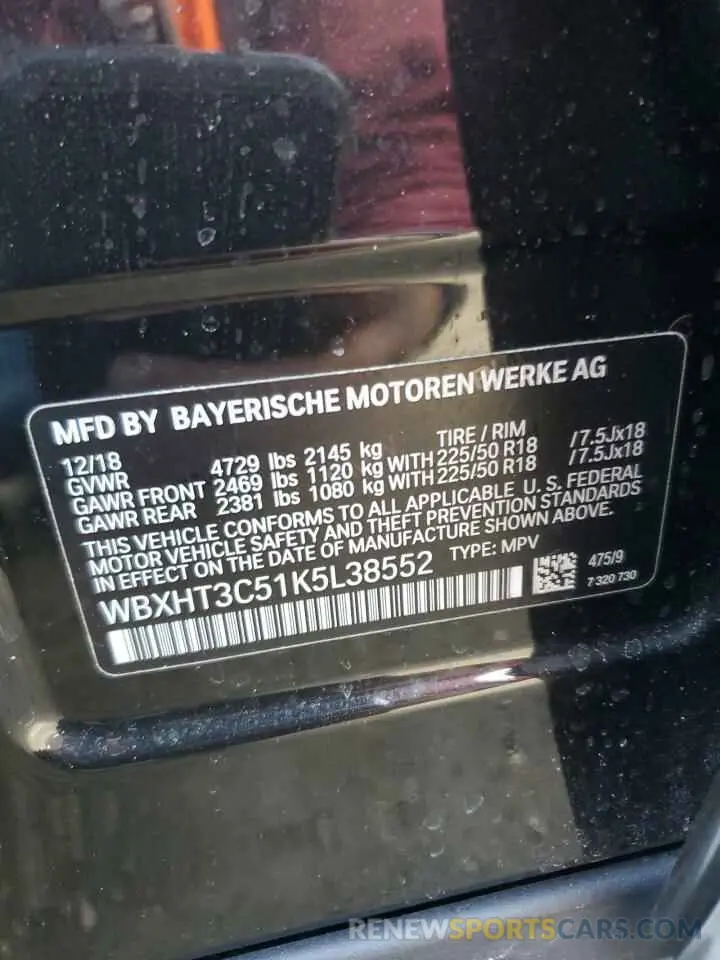 MFD BY BAYERISCHE MOTOREN WERKE AG
12/18 TIRE / RIM
GVWR 4729 lbs 2145 kg
GAWR FRONT 2469 lbs 1120 kg WITH 225/50 R18 /7.5Jx18
GAWR REAR 2381 lbs 1080 kg WITH 225/50 R18 /7.5Jx18
THIS VEHICLE CONFORMS TO ALL APPLICABLE U. S. FEDERAL
MOTOR VEHICLE SAFETY AND THEFT PREVENTION STANDARDS
IN EFFECT ON THE DATE OF MANUFACTURE SHOWN ABOVE.
WBXHT3C51K5L38552 TYPE: MPV
475/9
7 320 730
RENEWSPORTSCARS.COM